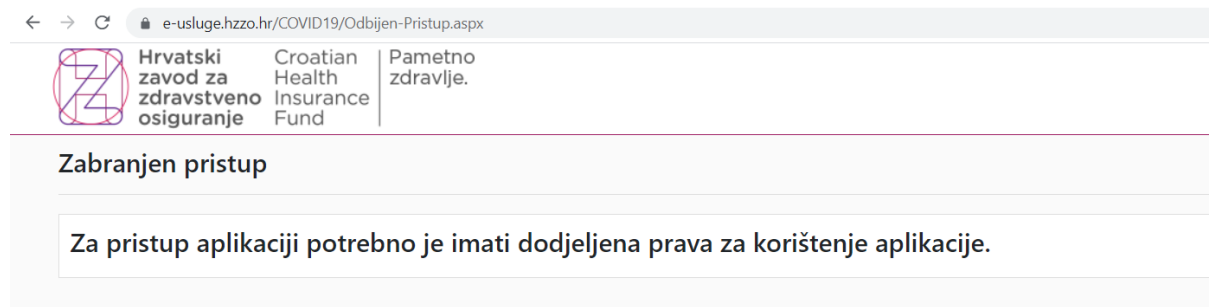 e-usluge.hzzo.hr/COVID19/Odbijen-Pristup.aspx
Hrvatski
zavod za
zdravstveno
osiguranje
Croatian
Health
Insurance
Fund
Pametno
zdravlje.
Zabranjen pristup
Za pristup aplikaciji potrebno je imati dodjeljena prava za korištenje aplikacije.